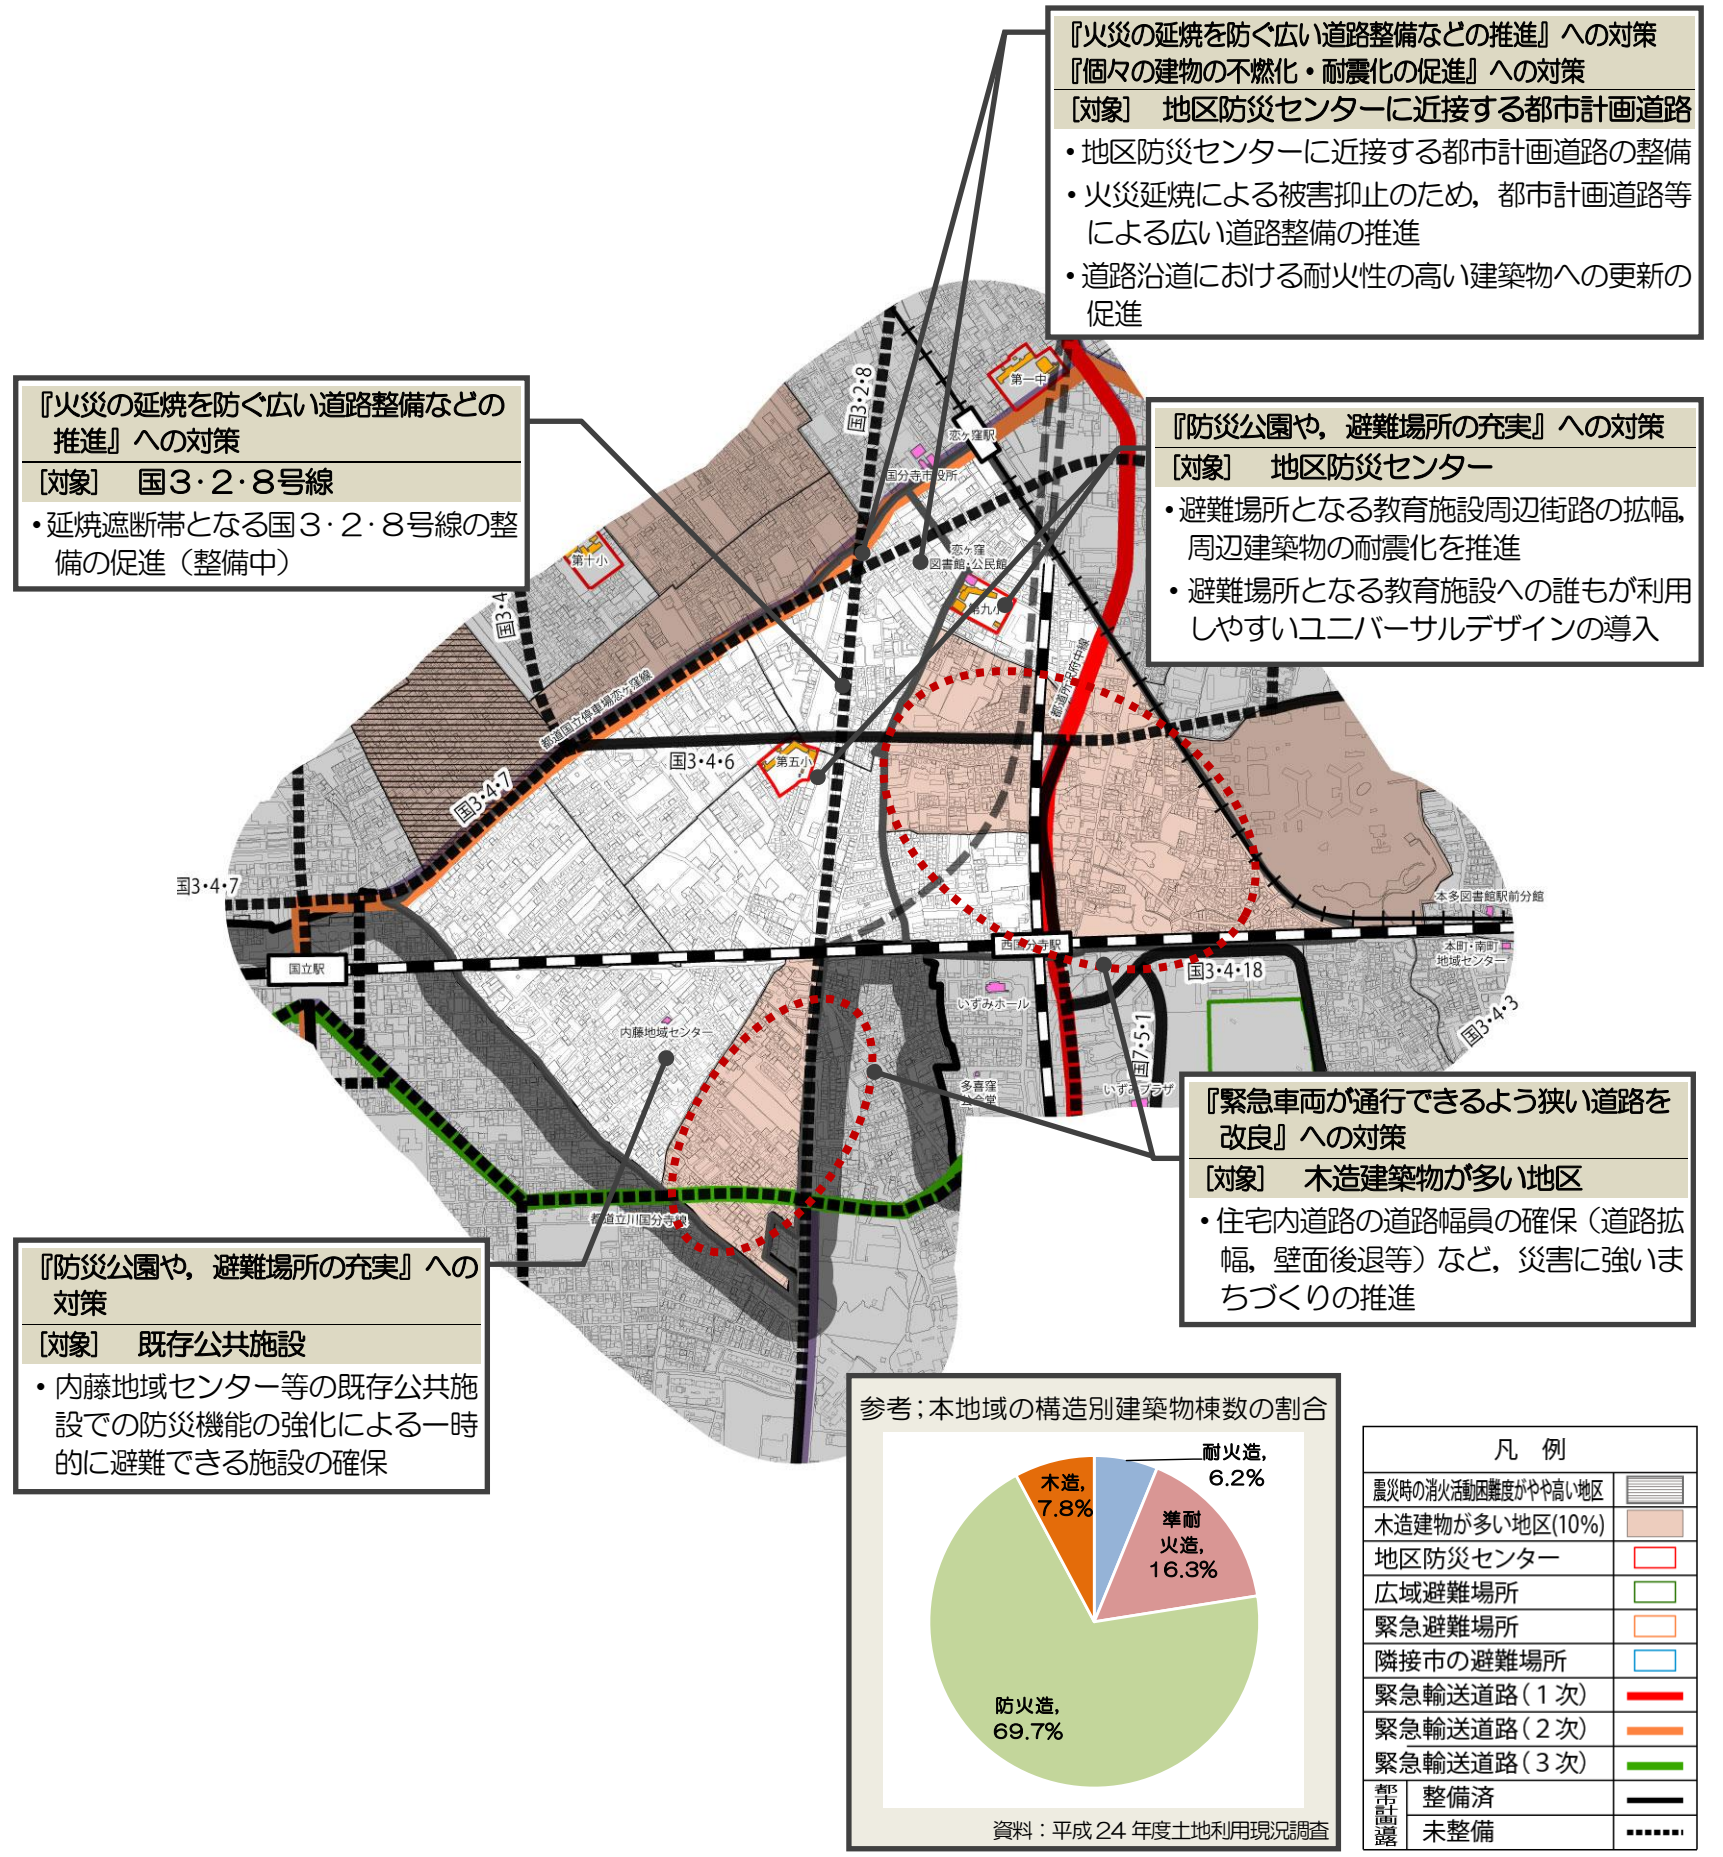 『火災の延焼を防ぐ広い道路整備などの推進』への対策
『個々の建物の不燃化・耐震化の促進』への対策
[対象] 地区防災センターに近接する都市計画道路
・地区防災センターに近接する都市計画道路の整備
・火災延焼による被害抑止のため，都市計画道路等
による広い道路整備の推進
・道路沿道における耐火性の高い建築物への更新の
促進
『火災の延焼を防ぐ広い道路整備などの
推進』への対策
[対象] 国３・２・８号線
・延焼遮断帯となる国３・２・８号線の整
備の促進（整備中）
『防災公園や，避難場所の充実』への対策
[対象] 地区防災センター
・避難場所となる教育施設周辺街路の拡幅，
周辺建築物の耐震化を推進
・避難場所となる教育施設への誰もが利用
しやすいユニバーサルデザインの導入
国3・2・8
第一中
恋ヶ窪駅
国分寺市役所
第十小
恋ヶ窪
図書館・公民館
第九小
国3・4
都道所沢府中線
都道国立停車場恋ヶ窪線
国3・4・6
第五小
国3・4・7
国3・4・7
本多図書館駅前分館
本町・南町
地域センター
西国分寺駅
国立駅
国3・4・18
いずみホール
国3・4・3
内藤地域センター
国7・5・1
多喜窪
公会堂
いずみプラザ
都道立川国分寺線
『緊急車両が通行できるよう狭い道路を
改良』への対策
[対象] 木造建築物が多い地区
・住宅内道路の道路幅員の確保（道路拡
幅，壁面後退等）など，災害に強いま
ちづくりの推進
『防災公園や，避難場所の充実』への
対策
[対象] 既存公共施設
・内藤地域センター等の既存公共施
設での防災機能の強化による一時
的に避難できる施設の確保
参考；本地域の構造別建築物棟数の割合
耐火造,
6.2%
木造,
7.8%
準耐
火造,
16.3%
防火造,
69.7%
資料：平成24 年度土地利用現況調査
凡 例
震災時の消火活動困難度がやや高い地区
木造建物が多い地区(10%)
地区防災センター
広域避難場所
緊急避難場所
隣接市の避難場所
緊急輸送道路(１次)
緊急輸送道路(２次)
緊急輸送道路(３次)
都市計画道路
整備済
未整備